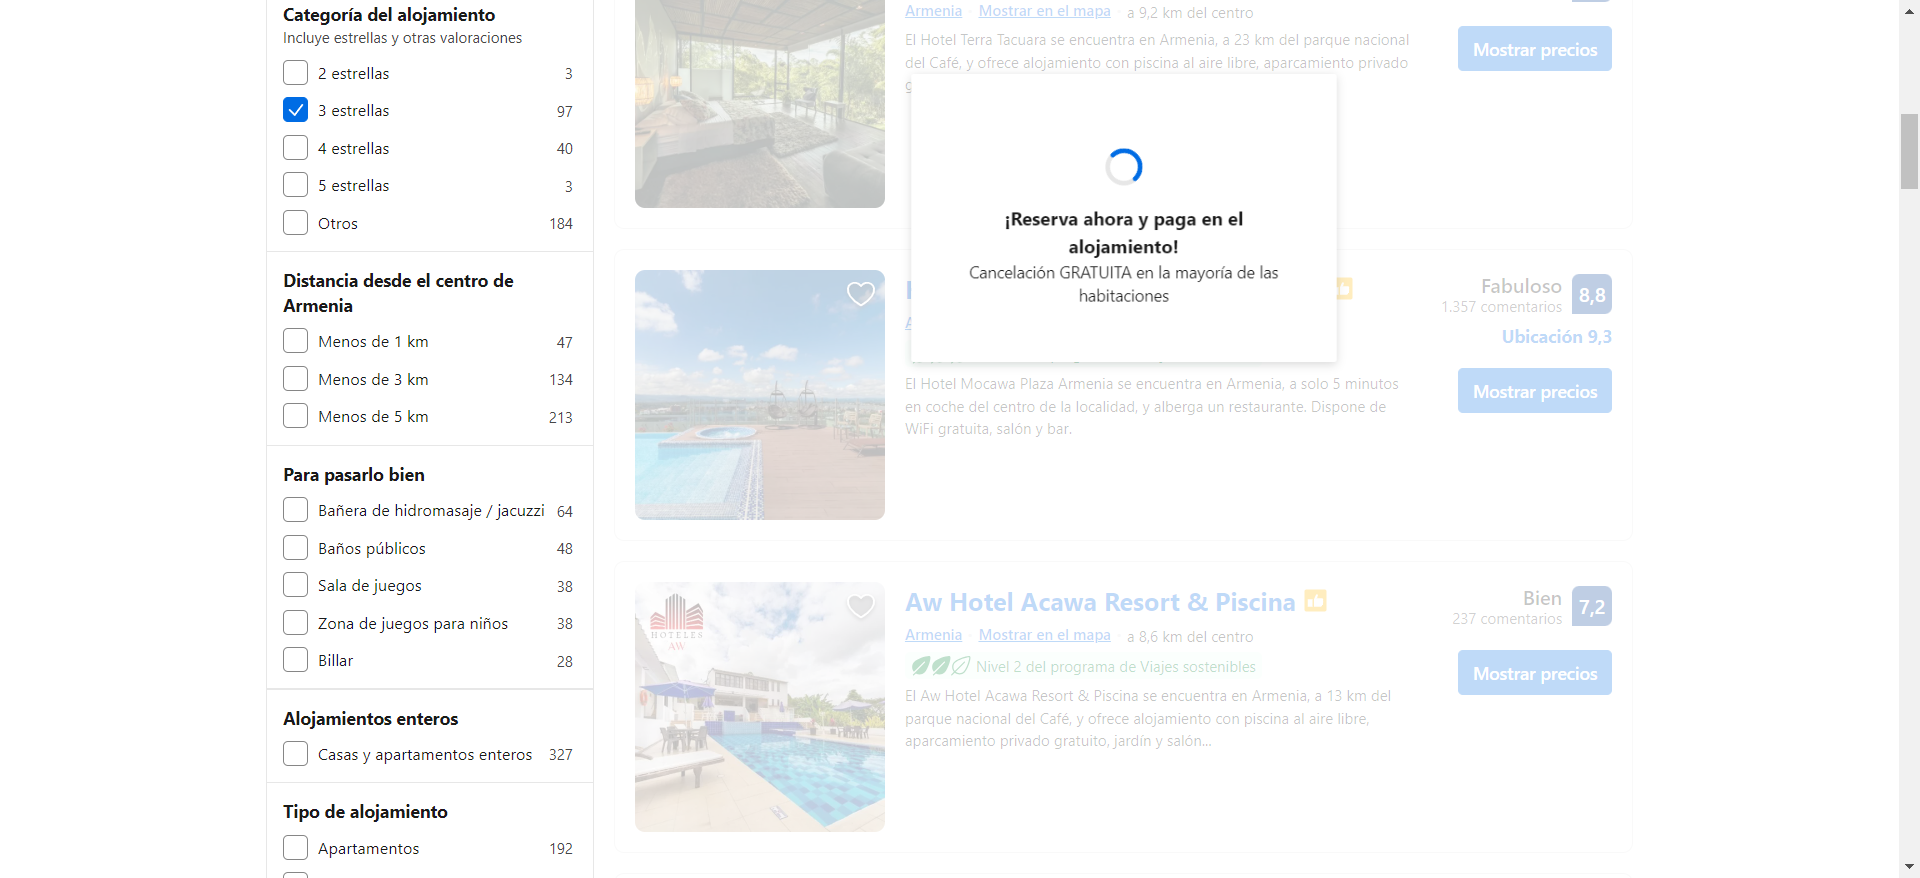 Categoría del alojamiento
Incluye estrellas y otras valoraciones
2 estrellas 3
3 estrellas 97
4 estrellas 40
5 estrellas 3
Otros 184
Distancia desde el centro de
Armenia
Menos de 1 km 47
Menos de 3 km 134
Menos de 5 km 213
Para pasarlo bien
Bañera de hidromasaje / jacuzzi 64
Baños públicos 48
Sala de juegos 38
Zona de juegos para niños 38
Billar 28
Alojamientos enteros
Casas y apartamentos enteros 327
Tipo de alojamiento
Apartamentos 192
Armenia Mostrar en el mapa a 9,2 km del centro
El Hotel Terra Tacuara se encuentra en Armenia, a 23 km del parque nacional
del Café, y ofrece alojamiento con piscina al aire libre, aparcamiento privado
Mostrar precios
¡Reserva ahora y paga en el
alojamiento!
Cancelación GRATUITA en la mayoría de las
habitaciones
Fabuloso 8,8
1.357 comentarios
Ubicación 9,3
El Hotel Mocawa Plaza Armenia se encuentra en Armenia, a solo 5 minutos
en coche del centro de la localidad, y alberga un restaurante. Dispone de
WiFi gratuita, salón y bar.
Mostrar precios
HOTELES
AW
Aw Hotel Acawa Resort & Piscina
Armenia Mostrar en el mapa a 8,6 km del centro
Nivel 2 del programa de Viajes sostenibles
El Aw Hotel Acawa Resort & Piscina se encuentra en Armenia, a 13 km del
parque nacional del Café, y ofrece alojamiento con piscina al aire libre,
aparcamiento privado gratuito, jardín y salón...
Bien 7,2
237 comentarios
Mostrar precios